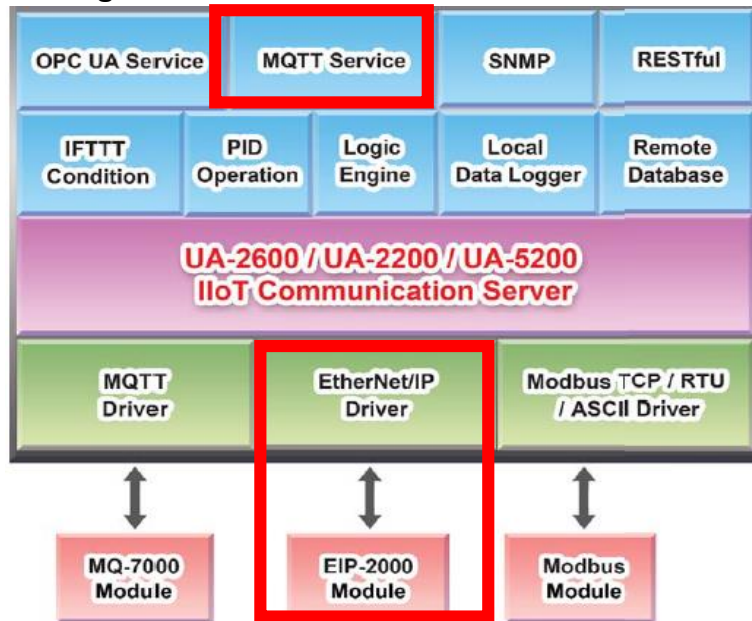 OPC UA Service
MQTT Service
SNMP
RESTful
IFTTT
Condition
PID
Operation
Logic
Engine
Local
Data Logger
Remote
Database
UA-2600 / UA-2200 / UA-5200
IIoT Communication Server
MQTT
Driver
EtherNet/IP
Driver
Modbus TCP / RTU
/ ASCII Driver
MQ-7000
Module
EIP-2000
Module
Modbus
Module